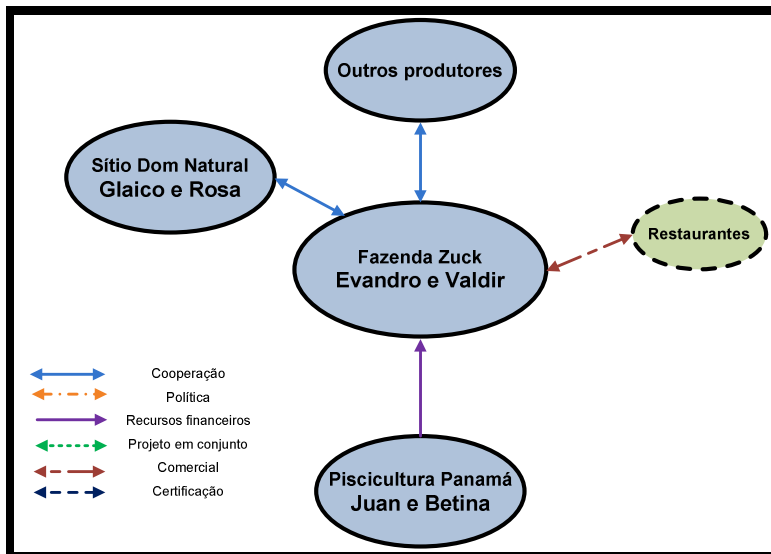 Outros produtores
Sítio Dom Natural
Glaico e Rosa
Restaurantes
Fazenda Zuck
Evandro e Valdir
Cooperação
Política
Recursos financeiros
Projeto em conjunto
Comercial
Certificação
Piscicultura Panamá
Juan e Betina